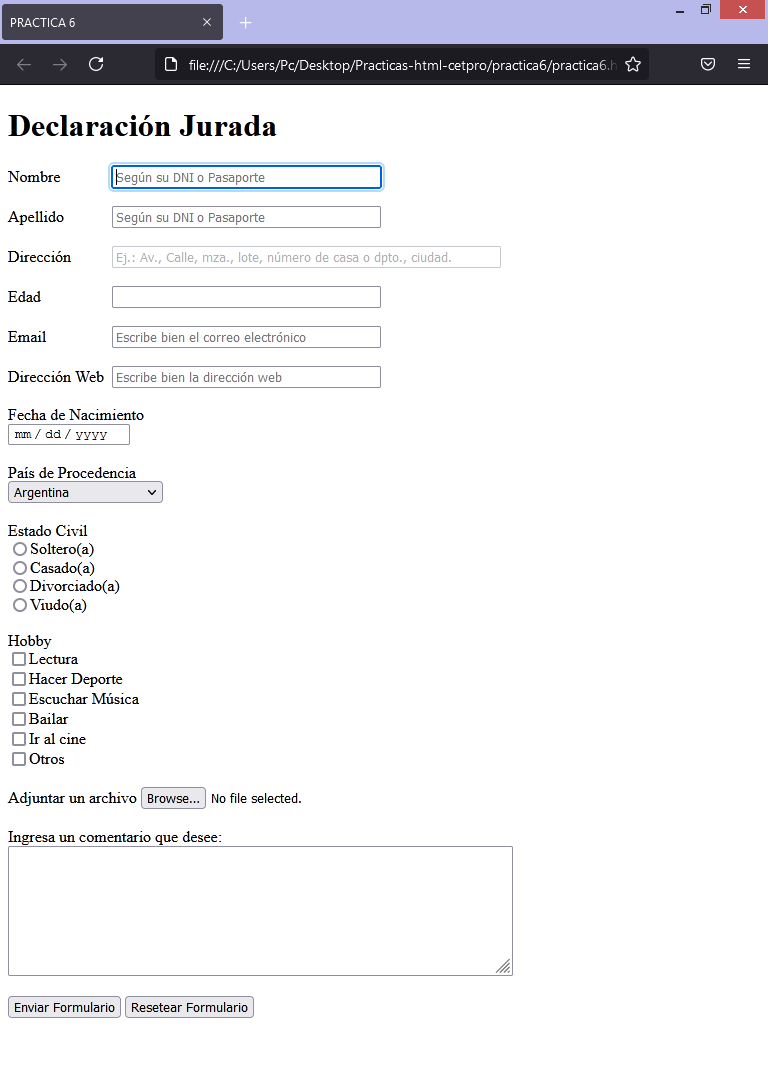 PRACTICA 6
file:///C:/Users/Pc/Desktop/Practicas-html-cetpro/practica6/practica6.h
Declaración Jurada
Nombre Según su DNI o Pasaporte
Apellido Según su DNI o Pasaporte
Dirección Ej.: Av., Calle, mza., lote, número de casa o dpto., ciudad.
Edad
Email Escribe bien el correo electrónico
Dirección Web Escribe bien la dirección web
Fecha de Nacimiento
mm / dd / yyyy
País de Procedencia
Argentina
Estado Civil
Soltero(a)
Casado(a)
Divorciado(a)
Viudo(a)
Hobby
Lectura
Hacer Deporte
Escuchar Música
Bailar
Ir al cine
Otros
Adjuntar un archivo Browse... No file selected.
Ingresa un comentario que desee:
Enviar Formulario Resetear Formulario